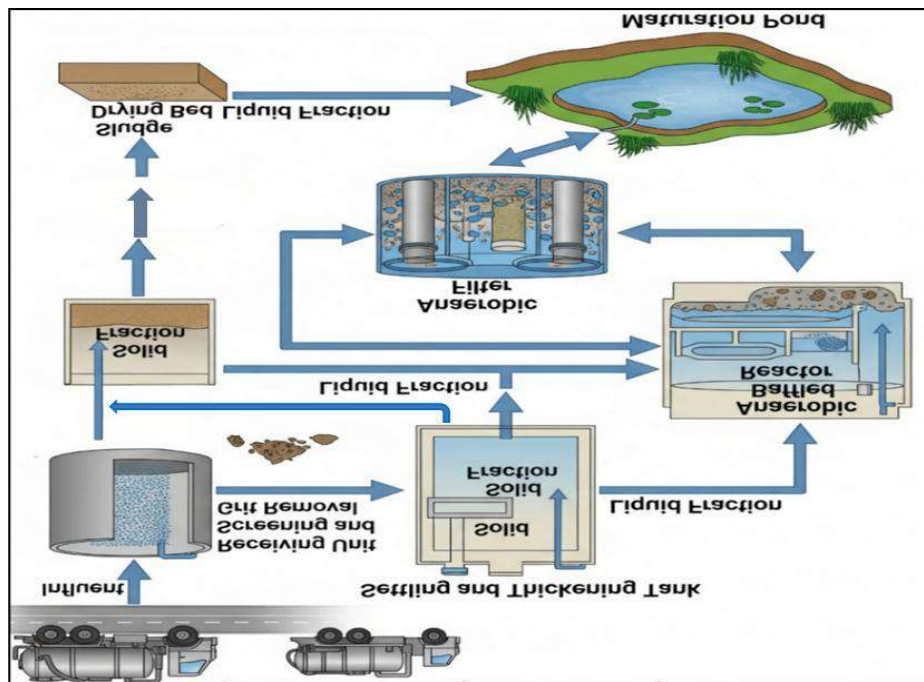 Influent
Settling and Thickening Tank
Receiving Unit
Screening and
Grit Removal
Solid
Solid
Fraction
Liquid Fraction
Anaerobic
Baffled
Reactor
Liquid Fraction
Solid
Fraction
Anaerobic
Filter
Sludge
Drying Bed
Liquid Fraction
Maturation Pond